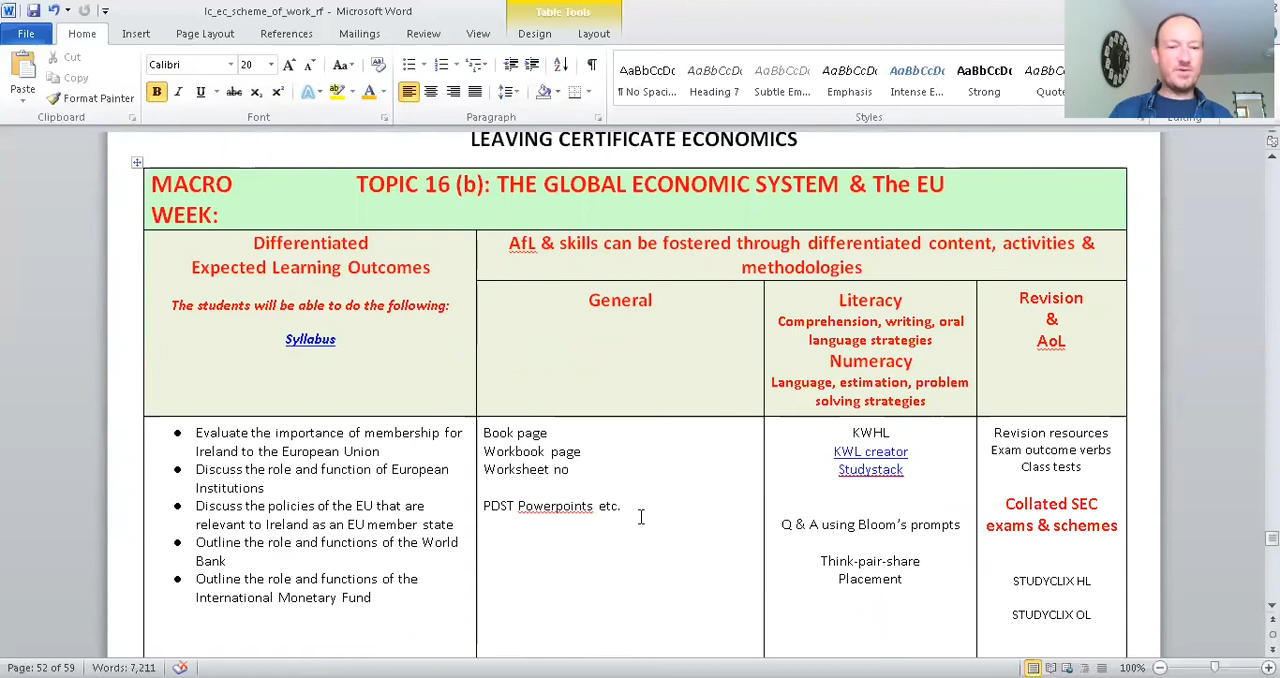 lc_ec_scheme_of_work_rf - Microsoft Word
Table Tools
File Home Insert Page Layout References Mailings Review View Design Layout
Paste
Cut
Copy
Format Painter
Clipboard
Calibri 20
Font
Paragraph
AaBbCcDc AaBbCcD AaBbCcD AaBbCcDc AaBbCcDc AaBbCcDc AaBbCcD
¶ No Spaci... Heading 7 Subtle Em... Emphasis Intense E... Strong Quote
Styles
LEAVING CERTIFICATE ECONOMICS
MACRO TOPIC 16 (b): THE GLOBAL ECONOMIC SYSTEM & The EU
WEEK:
Differentiated
Expected Learning Outcomes
The students will be able to do the following:
Syllabus
AfL & skills can be fostered through differentiated content, activities &
methodologies
General
Literacy
Comprehension, writing, oral
language strategies
Numeracy
Language, estimation, problem
solving strategies
Revision
&
AoL
• Evaluate the importance of membership for
Ireland to the European Union
• Discuss the role and function of European
Institutions
• Discuss the policies of the EU that are
relevant to Ireland as an EU member state
• Outline the role and functions of the World
Bank
• Outline the role and functions of the
International Monetary Fund
Book page
Workbook page
Worksheet no
PDST Powerpoints etc.
KWHL
KWL creator
Studystack
Q & A using Bloom's prompts
Think-pair-share
Placement
Revision resources
Exam outcome verbs
Class tests
Collated SEC
exams & schemes
STUDYCLIX HL
STUDYCLIX OL
Page: 52 of 59 Words: 7,211 100%